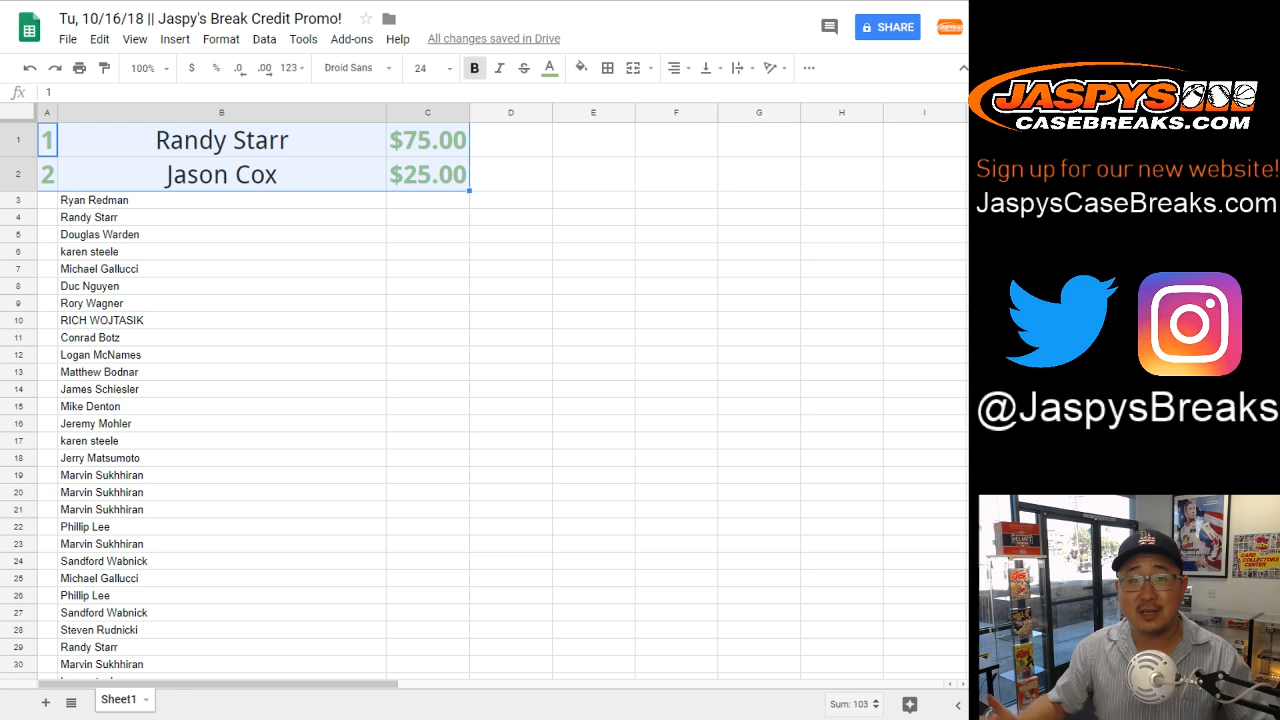 Tu, 10/16/18 || Jaspy's Break Credit Promo!
File Edit View Format Tools Add-ons Help All changes saved in Drive
SHARE
100% $ % .0 .00 123 Droid Sans 24 B I S A
fx 1
A B C D E F G H I
1 1 Randy Starr $75.00
2 2 Jason Cox $25.00
3 Ryan Redman
4 Randy Starr
5 Douglas Warden
6 karen steele
7 Michael Gallucci
8 Duc Nguyen
9 Rory Wagner
10 RICH WOJTASIK
11 Conrad Botz
12 Logan McNames
13 Matthew Bodnar
14 James Schiesler
15 Mike Denton
16 Jeremy Mohler
17 karen steele
18 Jerry Matsumoto
19 Marvin Sukhhiran
20 Marvin Sukhhiran
21 Marvin Sukhhiran
22 Phillip Lee
23 Marvin Sukhhiran
24 Sandford Wabnick
25 Michael Gallucci
26 Phillip Lee
27 Sandford Wabnick
28 Steven Rudnicki
29 Randy Starr
30 Marvin Sukhhiran
Sheet1
Sum: 103
JASPYS
CASEBREAKS.COM
Sign up for our new website!
JaspysCaseBreaks.com
@JaspysBreaks
HELMET
CARD
COLLECTORS
CENTER